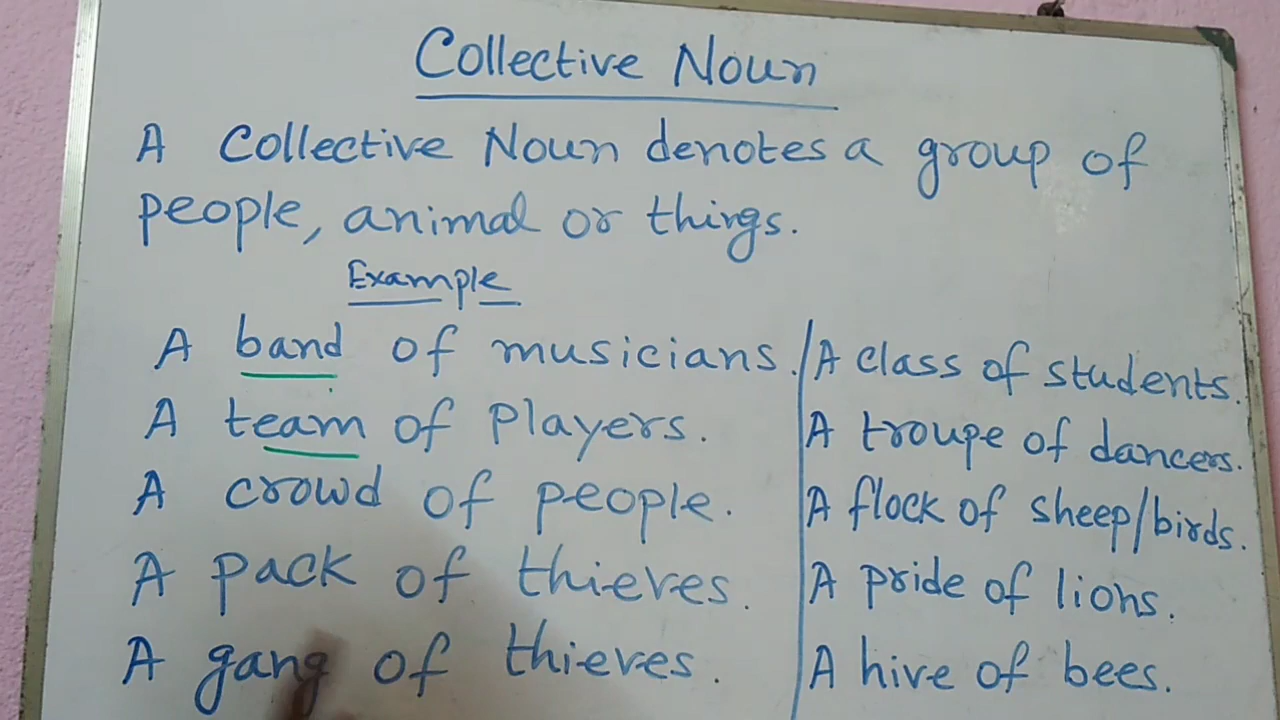 Collective Noun
A Collective Noun denotes a group of
people, animal or things.
Example
A band of musicians.
A team of players.
A crowd of people.
A pack of thieves.
A gang of thieves.
A class of students.
A troupe of dancers.
A flock of sheep/birds.
A pride of lions.
A hive of bees.